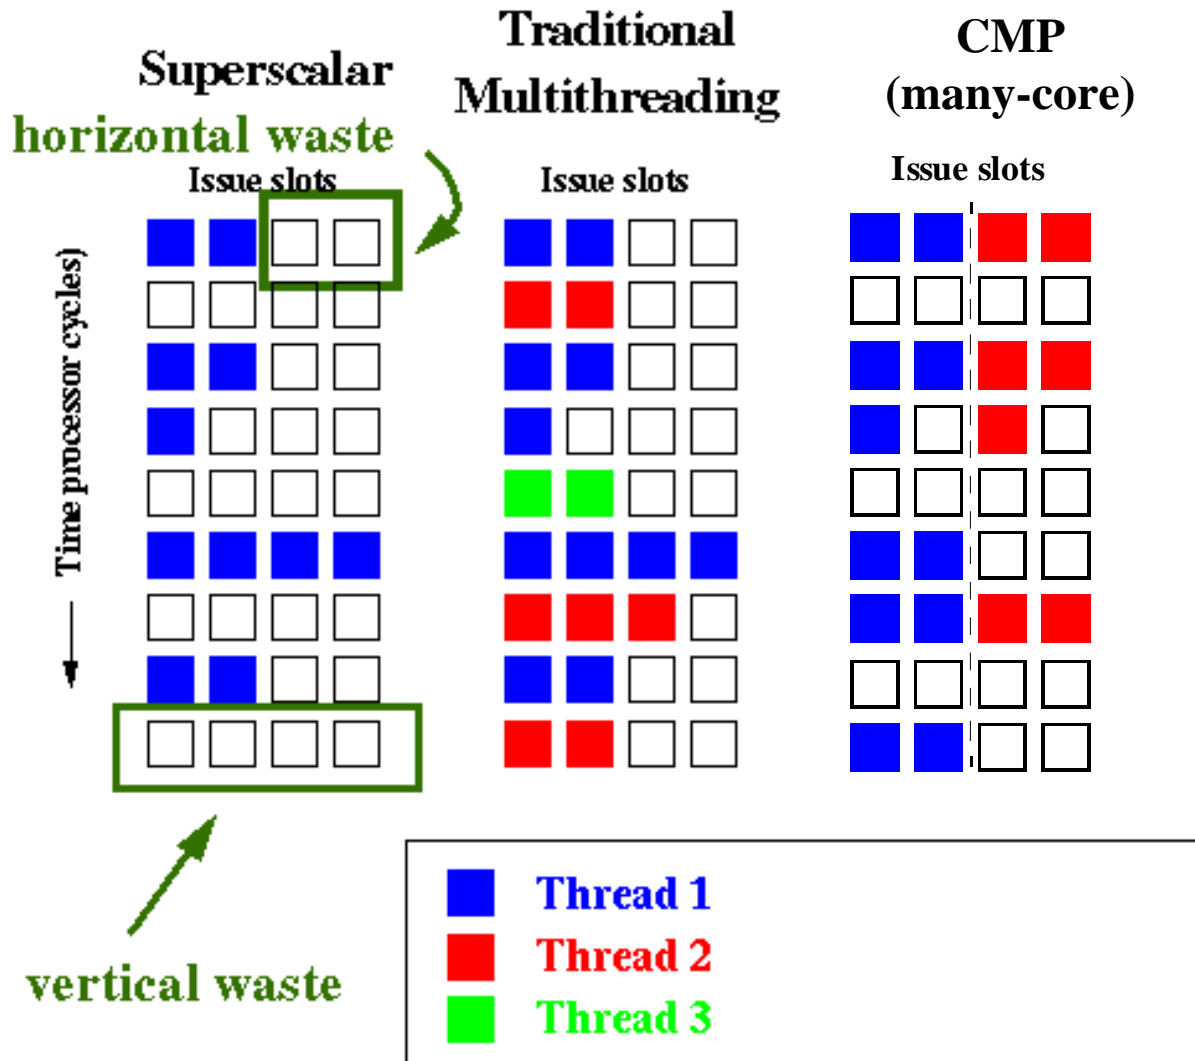 Superscalar
horizontal waste
Issue slots
Traditional
Multithreading
Issue slots
CMP
(many-core)
Issue slots
Time processor cycles)
vertical waste
Thread 1
Thread 2
Thread 3